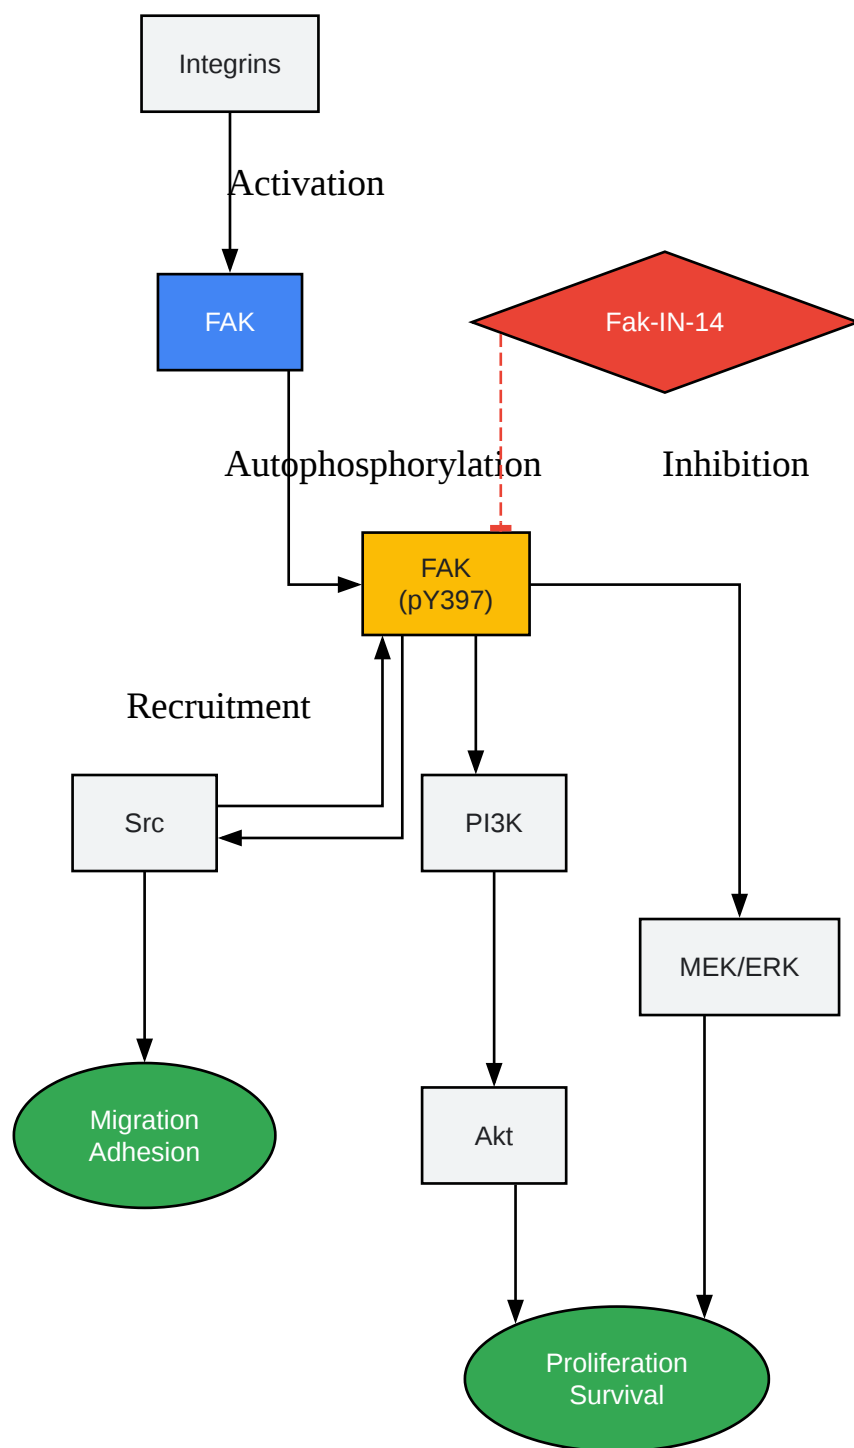 Integrins
Activation
FAK
Fak-IN-14
Autophosphorylation
Inhibition
FAK
(pY397)
Recruitment
Src
PI3K
MEK/ERK
Migration
Adhesion
Akt
Proliferation
Survival